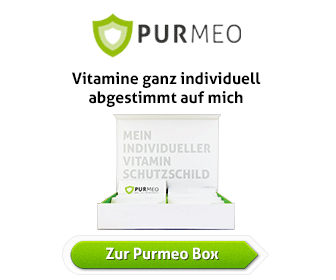 PURMEO
Vitamine ganz individuell
abgestimmt auf mich
MEIN
INDIVIDUELLER
VITAMIN
SCHUTZSCHILD
PURMEO
Zur Purmeo Box